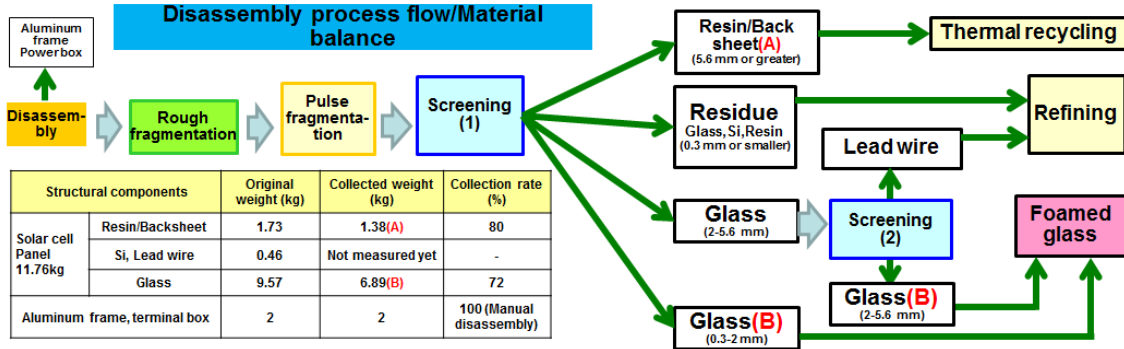 Disassembly process flow/Material
balance
Aluminum
frame
Power box
Disassem-
bly
Rough
fragmentation
Pulse
fragmenta-
tion
Screening
(1)
Resin/Back
sheet(A)
(5.6 mm or greater)
Thermal recycling
Residue
Glass, Si, Resin
(0.3 mm or smaller)
Refining
Lead wire
Glass
(2-5.6 mm)
Screening
(2)
Foamed
glass
Glass(B)
(2-5.6 mm)
Glass(B)
(0.3-2 mm)
Structural components
Original
weight (kg)
Collected weight
(kg)
Collection rate
(%)
Solar cell
Panel
11.76kg
Resin/Backsheet
1.73
1.38(A)
80
Si, Lead wire
0.46
Not measured yet
-
Glass
9.57
6.89(B)
72
Aluminum frame, terminal box
2
2
100 (Manual
disassembly)